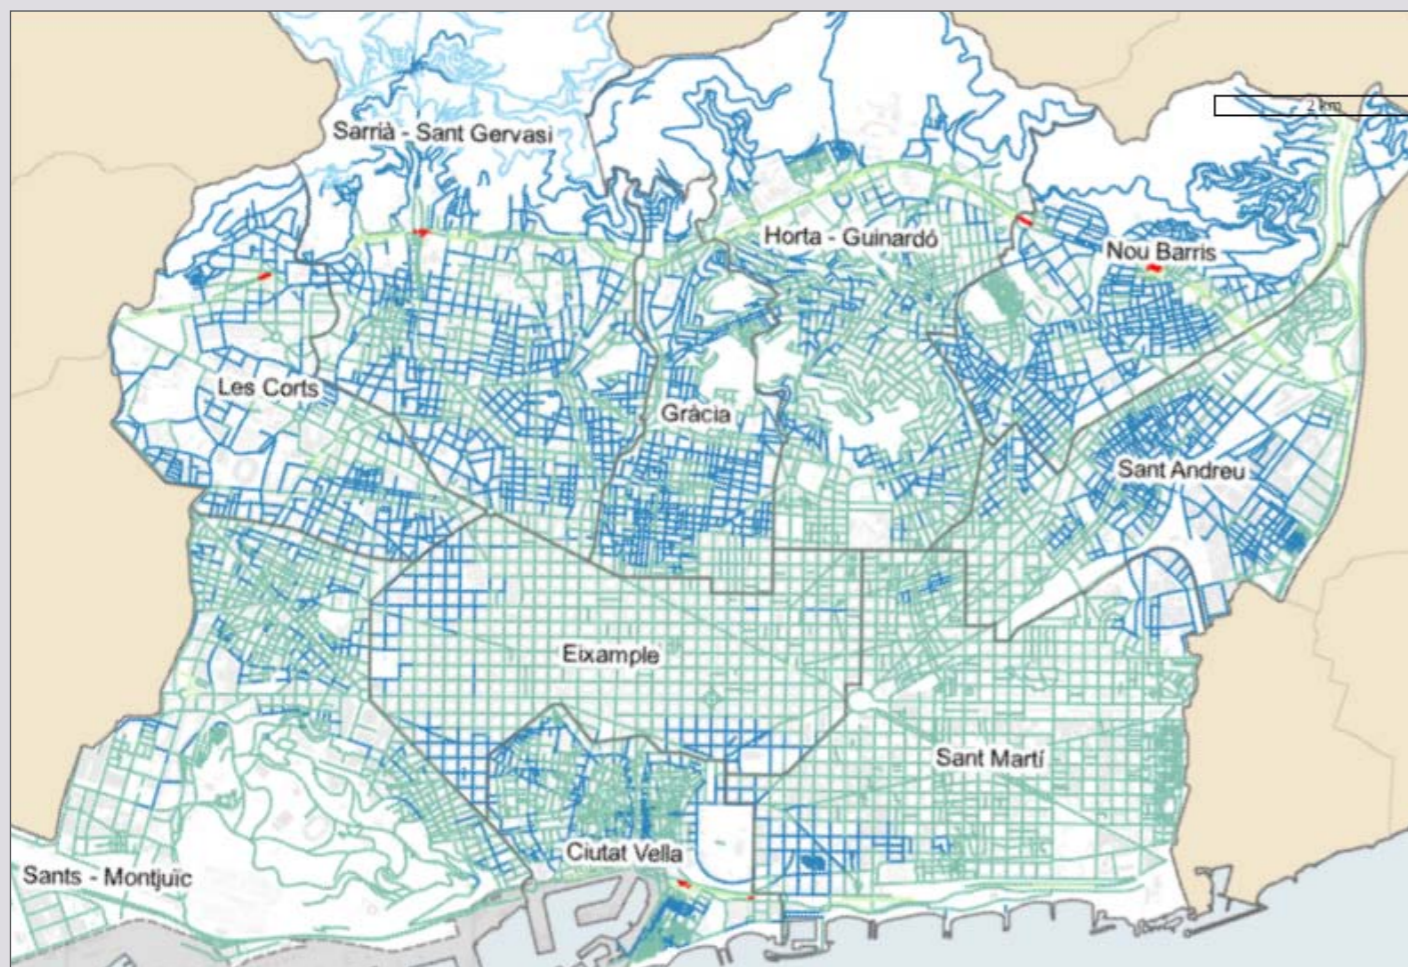 2 km
Sarrià - Sant Gervasi
Horta - Guinardó
Nou Barris
Les Corts
Gràcia
Sant Andreu
Eixample
Sant Martí
Ciutat Vella
Sants - Montjuïc